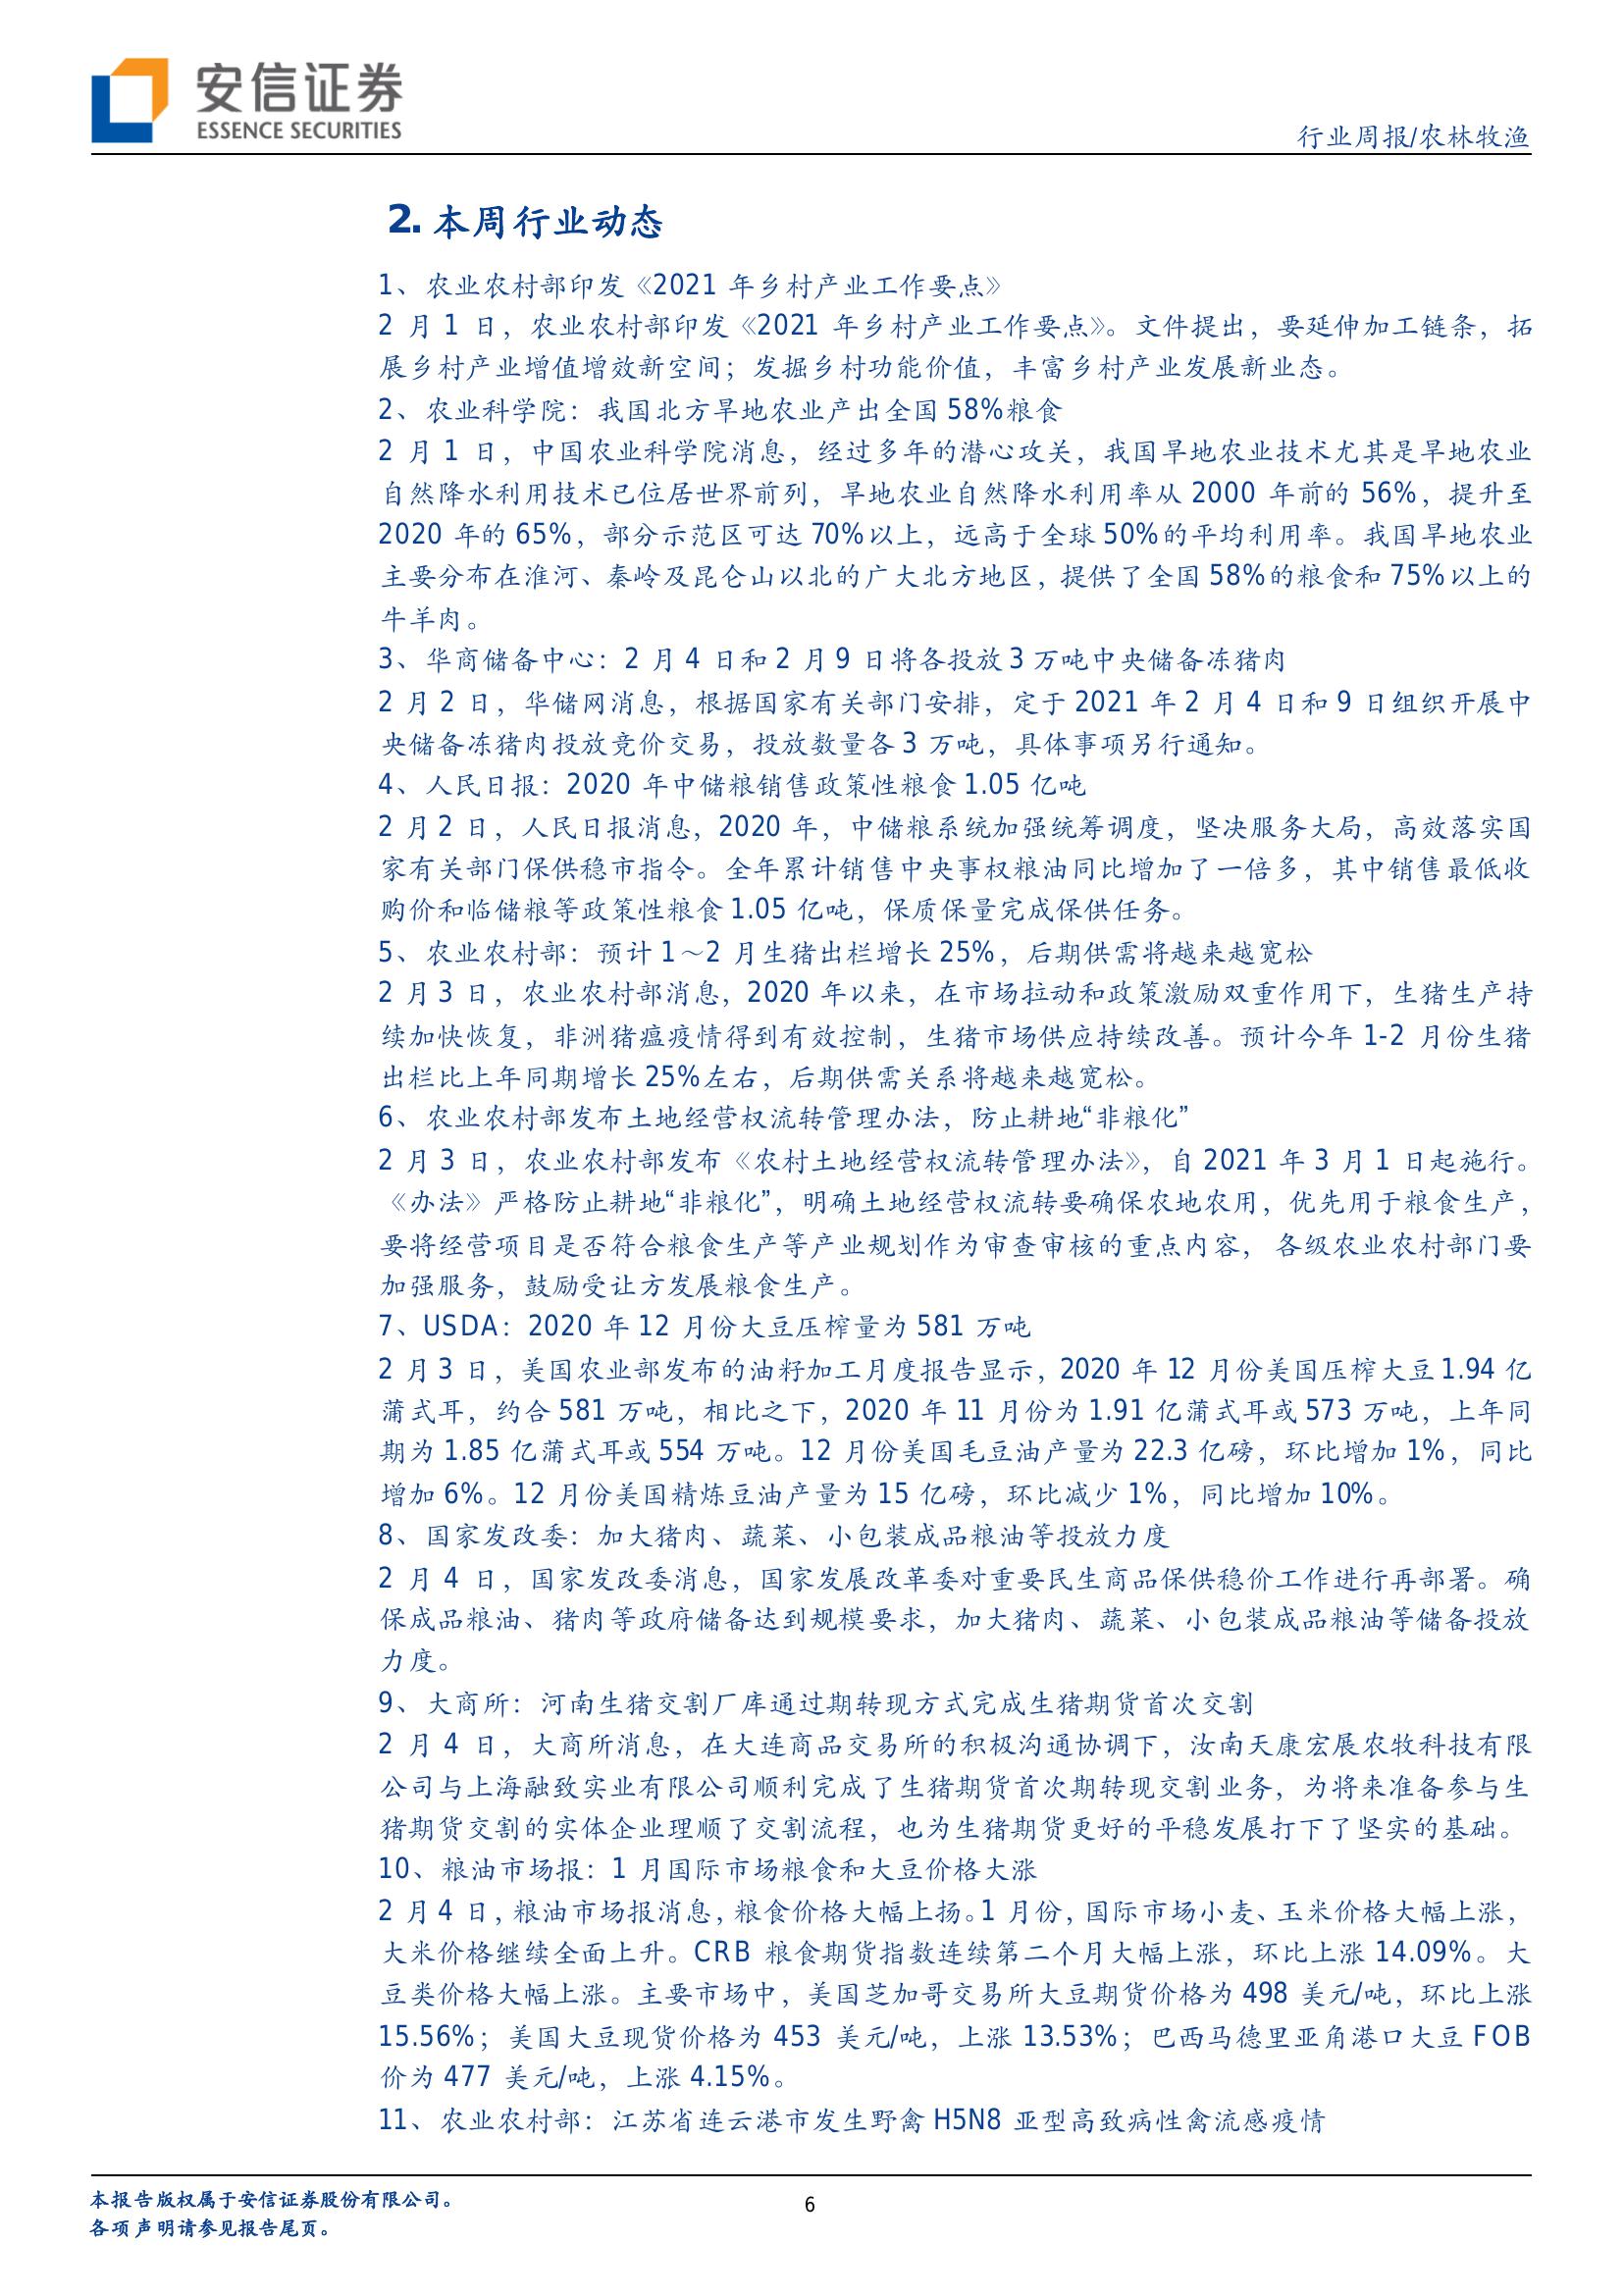 安信证券
ESSENCE SECURITIES
行业周报/农林牧渔
2. 本周行业动态
1、农业农村部印发《2021 年乡村产业工作要点》
2 月 1 日，农业农村部印发《2021 年乡村产业工作要点》。文件提出，要延伸加工链条，拓
展乡村产业增值增效新空间；发掘乡村功能价值，丰富乡村产业发展新业态。
2、农业科学院：我国北方旱地农业产出全国 58%粮食
2 月 1 日，中国农业科学院消息，经过多年的潜心攻关，我国旱地农业技术尤其是旱地农业
自然降水利用技术已位居世界前列，旱地农业自然降水利用率从 2000 年前的 56%，提升至
2020 年的 65%，部分示范区可达 70%以上，远高于全球 50%的平均利用率。我国旱地农业
主要分布在淮河、秦岭及昆仑山以北的广大北方地区，提供了全国 58%的粮食和 75%以上的
牛羊肉。
3、华商储备中心：2 月 4 日和 2 月 9 日将各投放 3 万吨中央储备冻猪肉
2 月 2 日，华储网消息，根据国家有关部门安排，定于 2021 年 2 月 4 日和 9 日组织开展中
央储备冻猪肉投放竞价交易，投放数量各 3 万吨，具体事项另行通知。
4、人民日报：2020 年中储粮销售政策性粮食 1.05 亿吨
2 月 2 日，人民日报消息，2020 年，中储粮系统加强统筹调度，坚决服务大局，高效落实国
家有关部门保供稳市指令。全年累计销售中央事权粮油同比增加了一倍多，其中销售最低收
购价和临储粮等政策性粮食 1.05 亿吨，保质保量完成保供任务。
5、农业农村部：预计 1～2 月生猪出栏增长 25%，后期供需将越来越宽松
2 月 3 日，农业农村部消息，2020 年以来，在市场拉动和政策激励双重作用下，生猪生产持
续加快恢复，非洲猪瘟疫情得到有效控制，生猪市场供应持续改善。预计今年 1-2 月份生猪
出栏比上年同期增长 25%左右，后期供需关系将越来越宽松。
6、农业农村部发布土地经营权流转管理办法，防止耕地“非粮化”
2 月 3 日，农业农村部发布《农村土地经营权流转管理办法》，自 2021 年 3 月 1 日起施行。
《办法》严格防止耕地“非粮化”，明确土地经营权流转要确保农地农用，优先用于粮食生产，
要将经营项目是否符合粮食生产等产业规划作为审查审核的重点内容， 各级农业农村部门要
加强服务，鼓励受让方发展粮食生产。
7、USDA：2020 年 12 月份大豆压榨量为 581 万吨
2 月 3 日，美国农业部发布的油籽加工月度报告显示，2020 年 12 月份美国压榨大豆 1.94 亿
蒲式耳，约合 581 万吨，相比之下，2020 年 11 月份为 1.91 亿蒲式耳或 573 万吨，上年同
期为 1.85 亿蒲式耳或 554 万吨。12 月份美国毛豆油产量为 22.3 亿磅，环比增加 1%，同比
增加 6%。12 月份美国精炼豆油产量为 15 亿磅，环比减少 1%，同比增加 10%。
8、国家发改委：加大猪肉、蔬菜、小包装成品粮油等投放力度
2 月 4 日，国家发改委消息，国家发展改革委对重要民生商品保供稳价工作进行再部署。确
保成品粮油、猪肉等政府储备达到规模要求，加大猪肉、蔬菜、小包装成品粮油等储备投放
力度。
9、大商所：河南生猪交割厂库通过期转现方式完成生猪期货首次交割
2 月 4 日，大商所消息，在大连商品交易所的积极沟通协调下，汝南天康宏展农牧科技有限
公司与上海融致实业有限公司顺利完成了生猪期货首次期转现交割业务，为将来准备参与生
猪期货交割的实体企业理顺了交割流程，也为生猪期货更好的平稳发展打下了坚实的基础。
10、粮油市场报：1 月国际市场粮食和大豆价格大涨
2 月 4 日，粮油市场报消息，粮食价格大幅上扬。1 月份，国际市场小麦、玉米价格大幅上涨，
大米价格继续全面上升。CRB 粮食期货指数连续第二个月大幅上涨，环比上涨 14.09%。大
豆类价格大幅上涨。主要市场中，美国芝加哥交易所大豆期货价格为 498 美元/吨，环比上涨
15.56%；美国大豆现货价格为 453 美元/吨，上涨 13.53%；巴西马德里亚角港口大豆 FOB
价为 477 美元/吨，上涨 4.15%。
11、农业农村部：江苏省连云港市发生野禽 H5N8 亚型高致病性禽流感疫情
本报告版权属于安信证券股份有限公司。
各项声明请参见报告尾页。
6